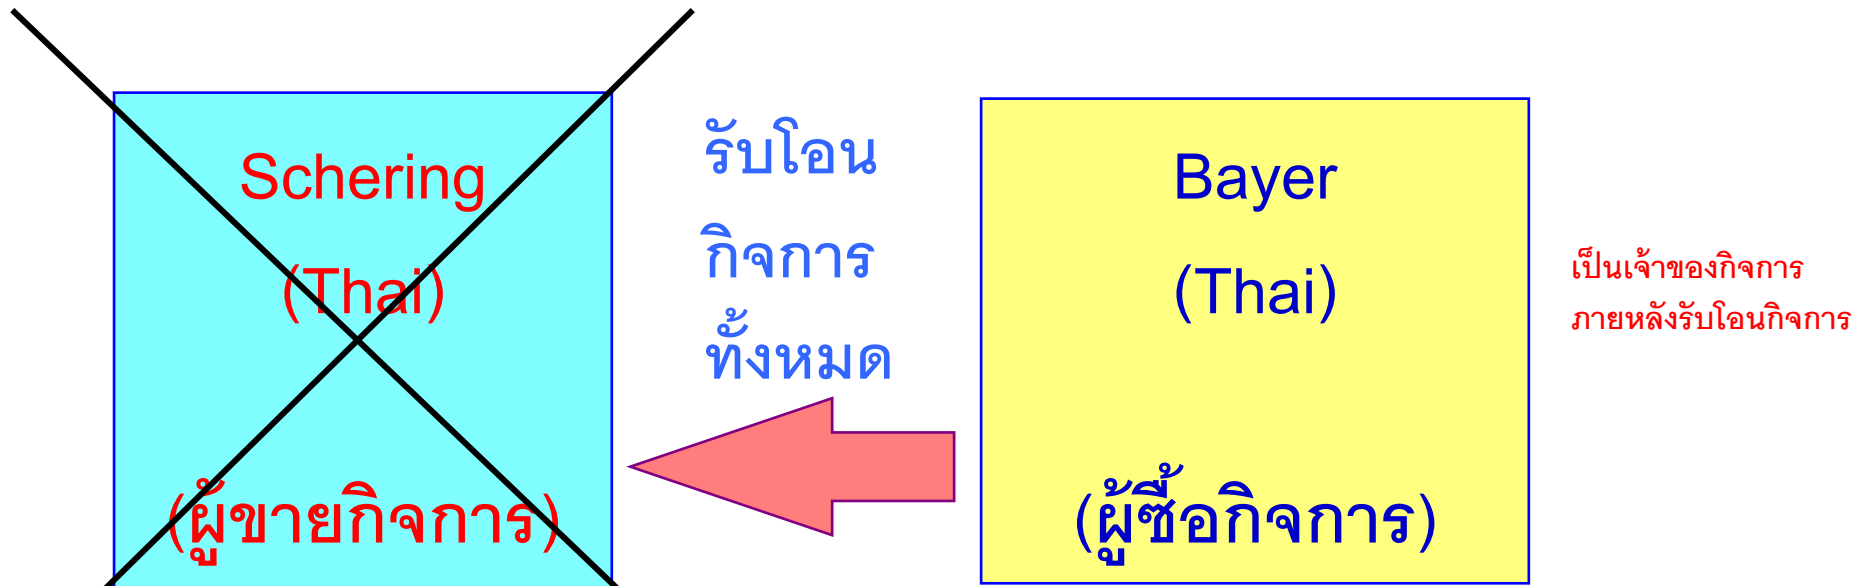 Schering
(Thai)
(ผู้ขายกิจการ)
รับโอน
กิจการ
ทั้งหมด
Bayer
(Thai)
(ผู้ซื้อกิจการ)
เป็นเจ้าของกิจการ
ภายหลังรับโอนกิจการ